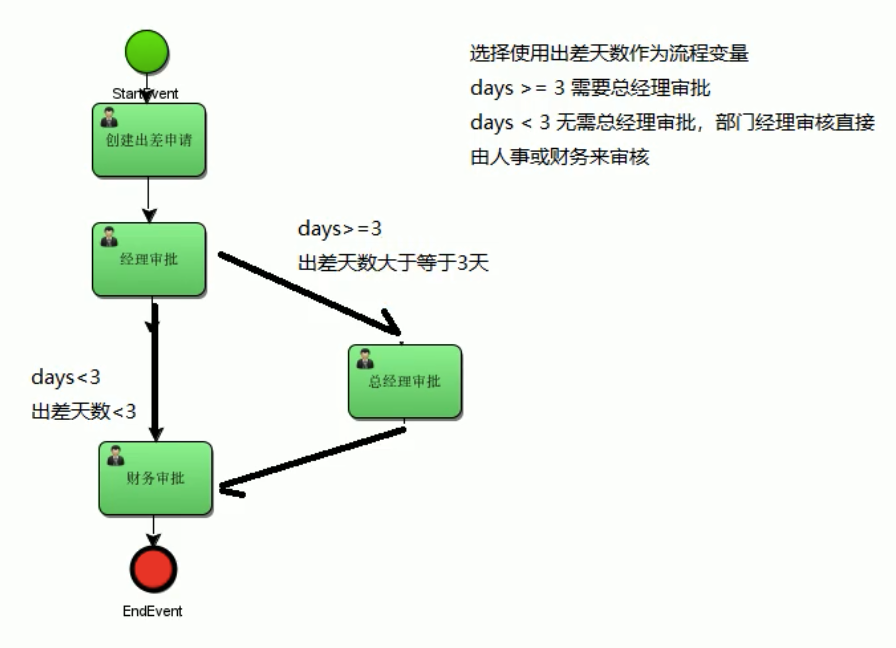 StartEvent
创建出差申请
经理审批
days>=3
出差天数大于等于3天
总经理审批
days<3
出差天数<3
财务审批
EndEvent
选择使用出差天数作为流程变量
days >= 3 需要总经理审批
days < 3 无需总经理审批，部门经理审核直接
由人事或财务来审核